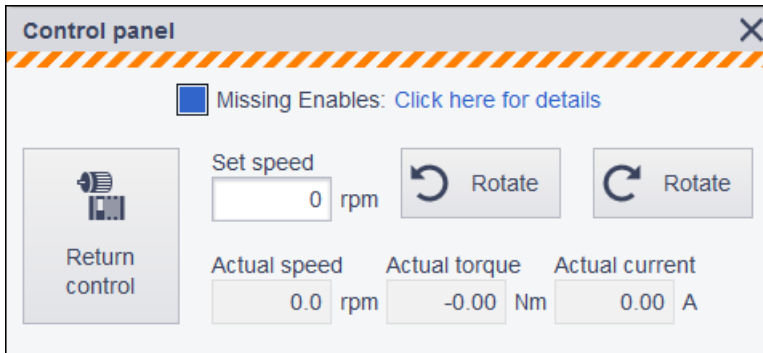 Control panel
Missing Enables: Click here for details
Set speed
0 rpm
Rotate
Rotate
Return
control
Actual speed
0.0 rpm
Actual torque
-0.00 Nm
Actual current
0.00 A